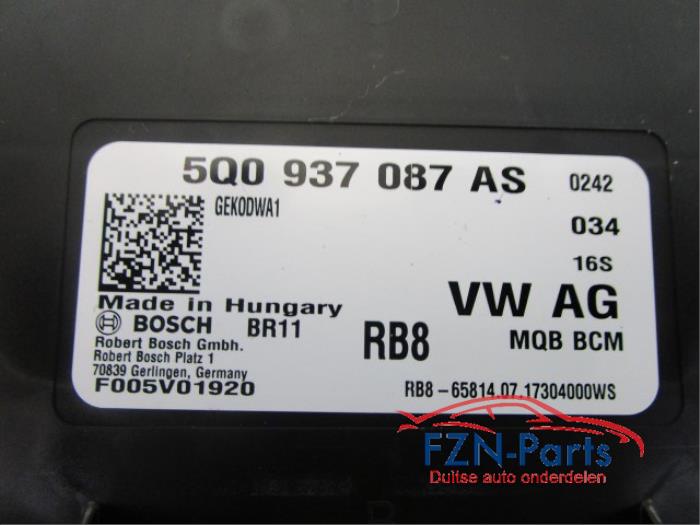 5Q0 937 087 AS 0242
GEKODWA1
034
16S
Made in Hungary
VW AG
BOSCH BR11 RB8
MQB BCM
Robert Bosch Gmbh.
Robert Bosch Platz 1
70839 Gerlingen, Germany
F005V01920
RB8-65814.07.17304000WS
FZN-Parts
Duitse auto onderdelen